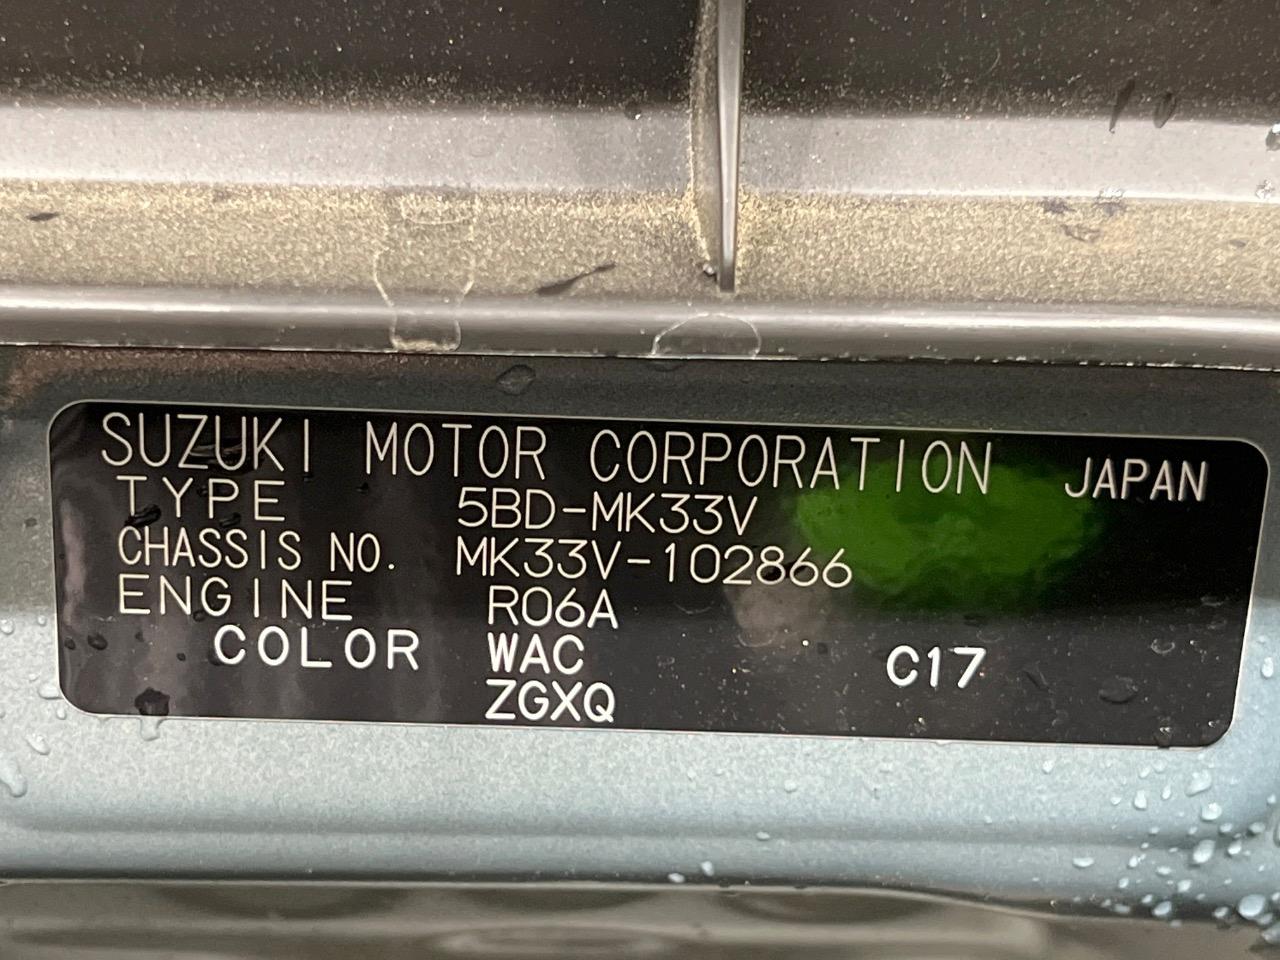 SUZUKI MOTOR CORPORATION JAPAN
TYPE 5BD-MK33V
CHASSIS NO. MK33V-102866
ENGINE R06A
COLOR WAC C17
ZGXQ